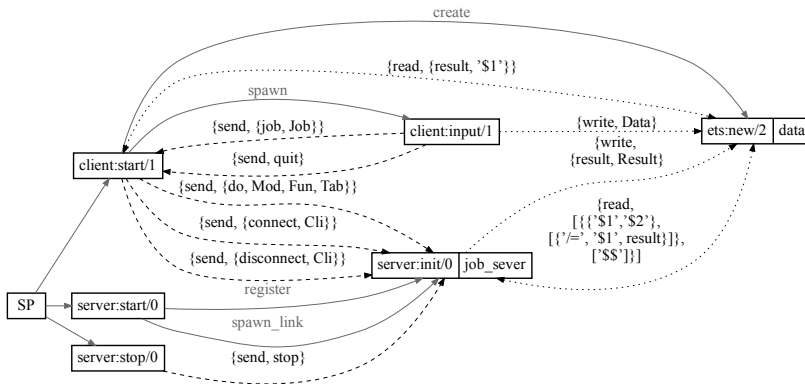 create
{read, {result, '$1'}}
spawn
{send, {job, Job}}
client:input/1
{write, Data}
ets:new/2 data
{write,
{result, Result}
{send, quit}
client:start/1
{send, {do, Mod, Fun, Tab}}
{send, {connect, Cli}}
{send, {disconnect, Cli}}
{read,
[{{'$1','$2'},
[{'/=', '$1', result}]},
['$$']}]
server:init/0 job_sever
register
SP
server:start/0
spawn_link
server:stop/0
{send, stop}